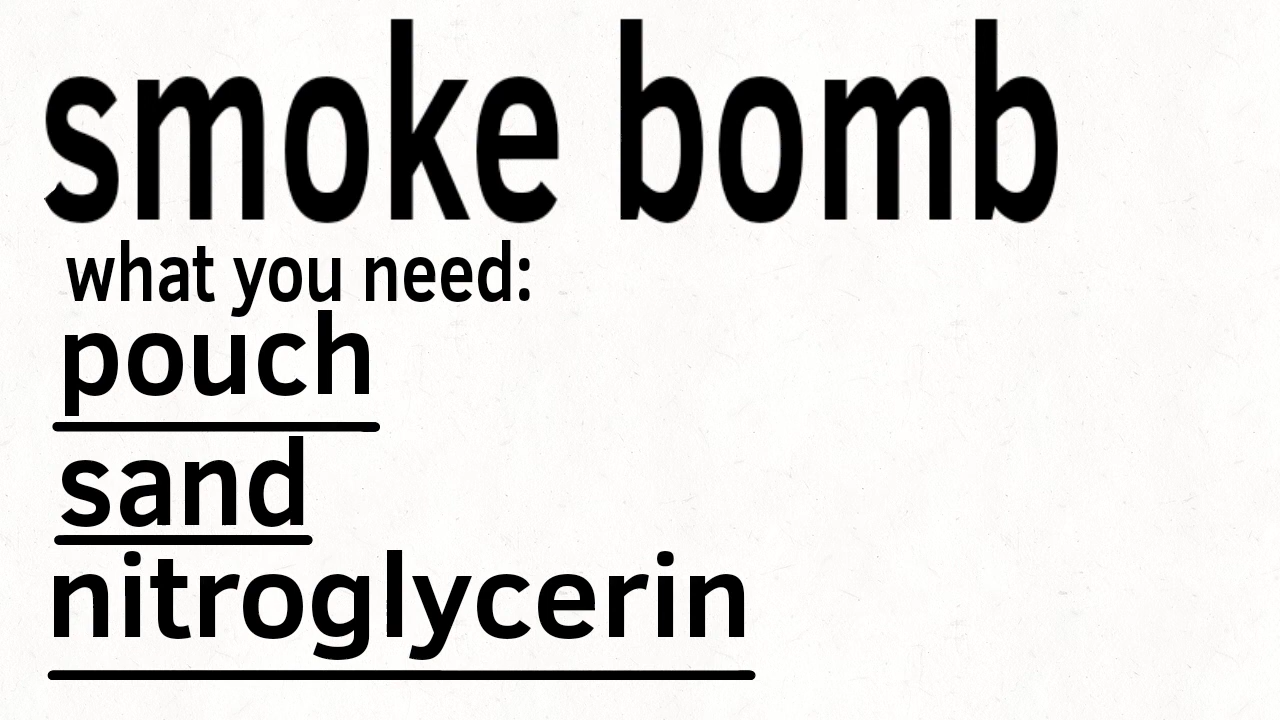 smoke bomb
what you need:
pouch
sand
nitroglycerin